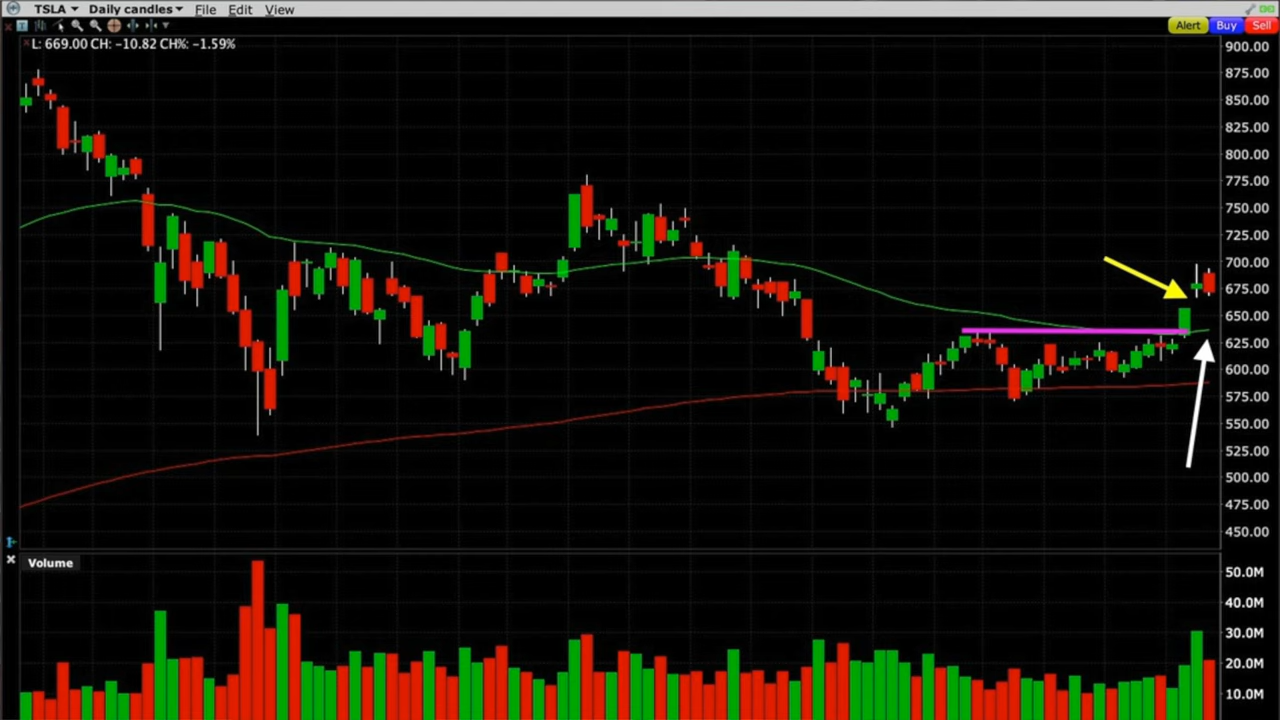 TSLA Daily candles File Edit View
Alert Buy Sell
L: 669.00 CH: −10.82 CH%: −1.59%
900.00
875.00
850.00
825.00
800.00
775.00
750.00
725.00
700.00
675.00
650.00
625.00
600.00
575.00
550.00
525.00
500.00
475.00
450.00
Volume
50.0M
40.0M
30.0M
20.0M
10.0M